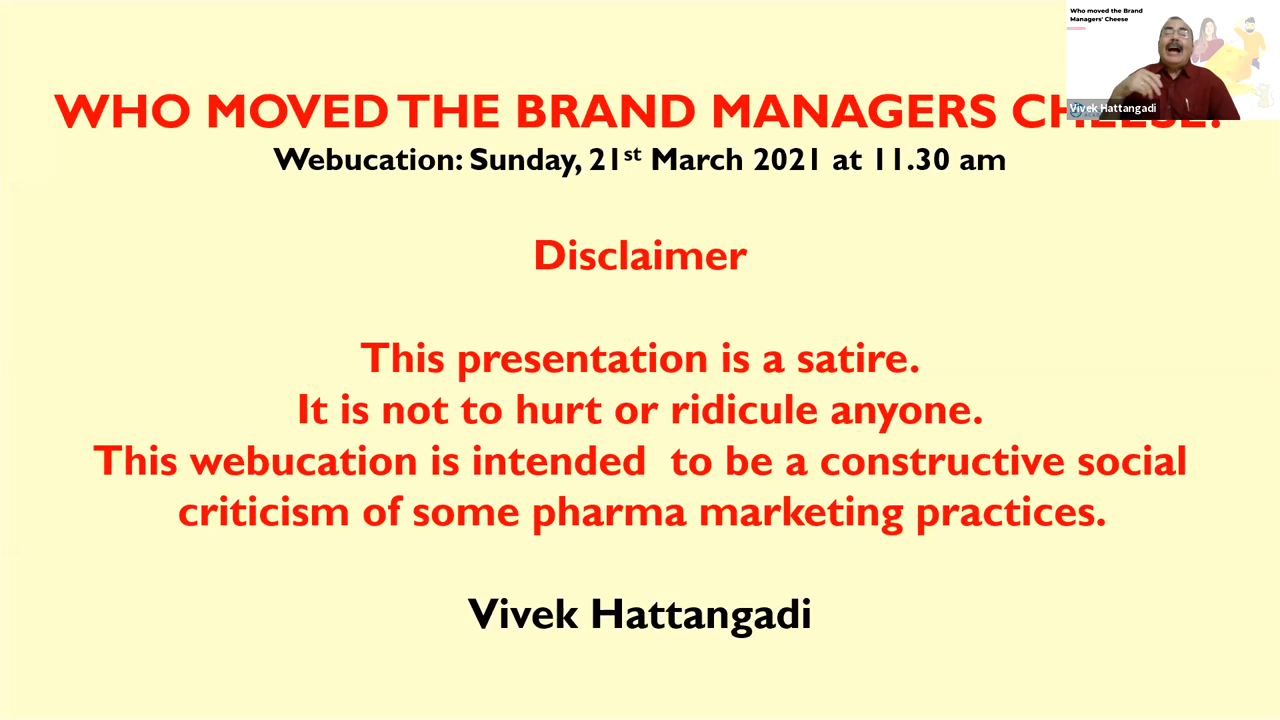 Who moved the Brand
Managers' Cheese
Vivek Hattangadi
WHO MOVED THE BRAND MANAGERS
Webucation: Sunday, 21st March 2021 at 11.30 am
Disclaimer
This presentation is a satire.
It is not to hurt or ridicule anyone.
This webucation is intended to be a constructive social
criticism of some pharma marketing practices.
Vivek Hattangadi